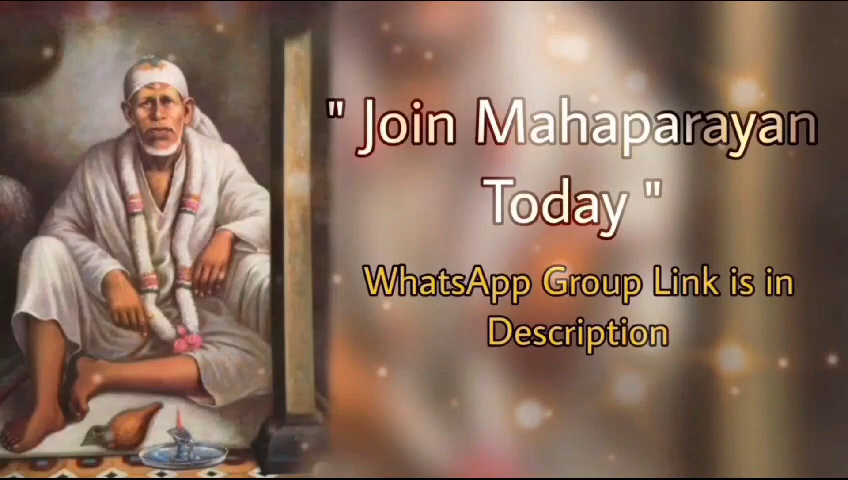 " Join Mahaparayan
Today "
WhatsApp Group Link is in
Description